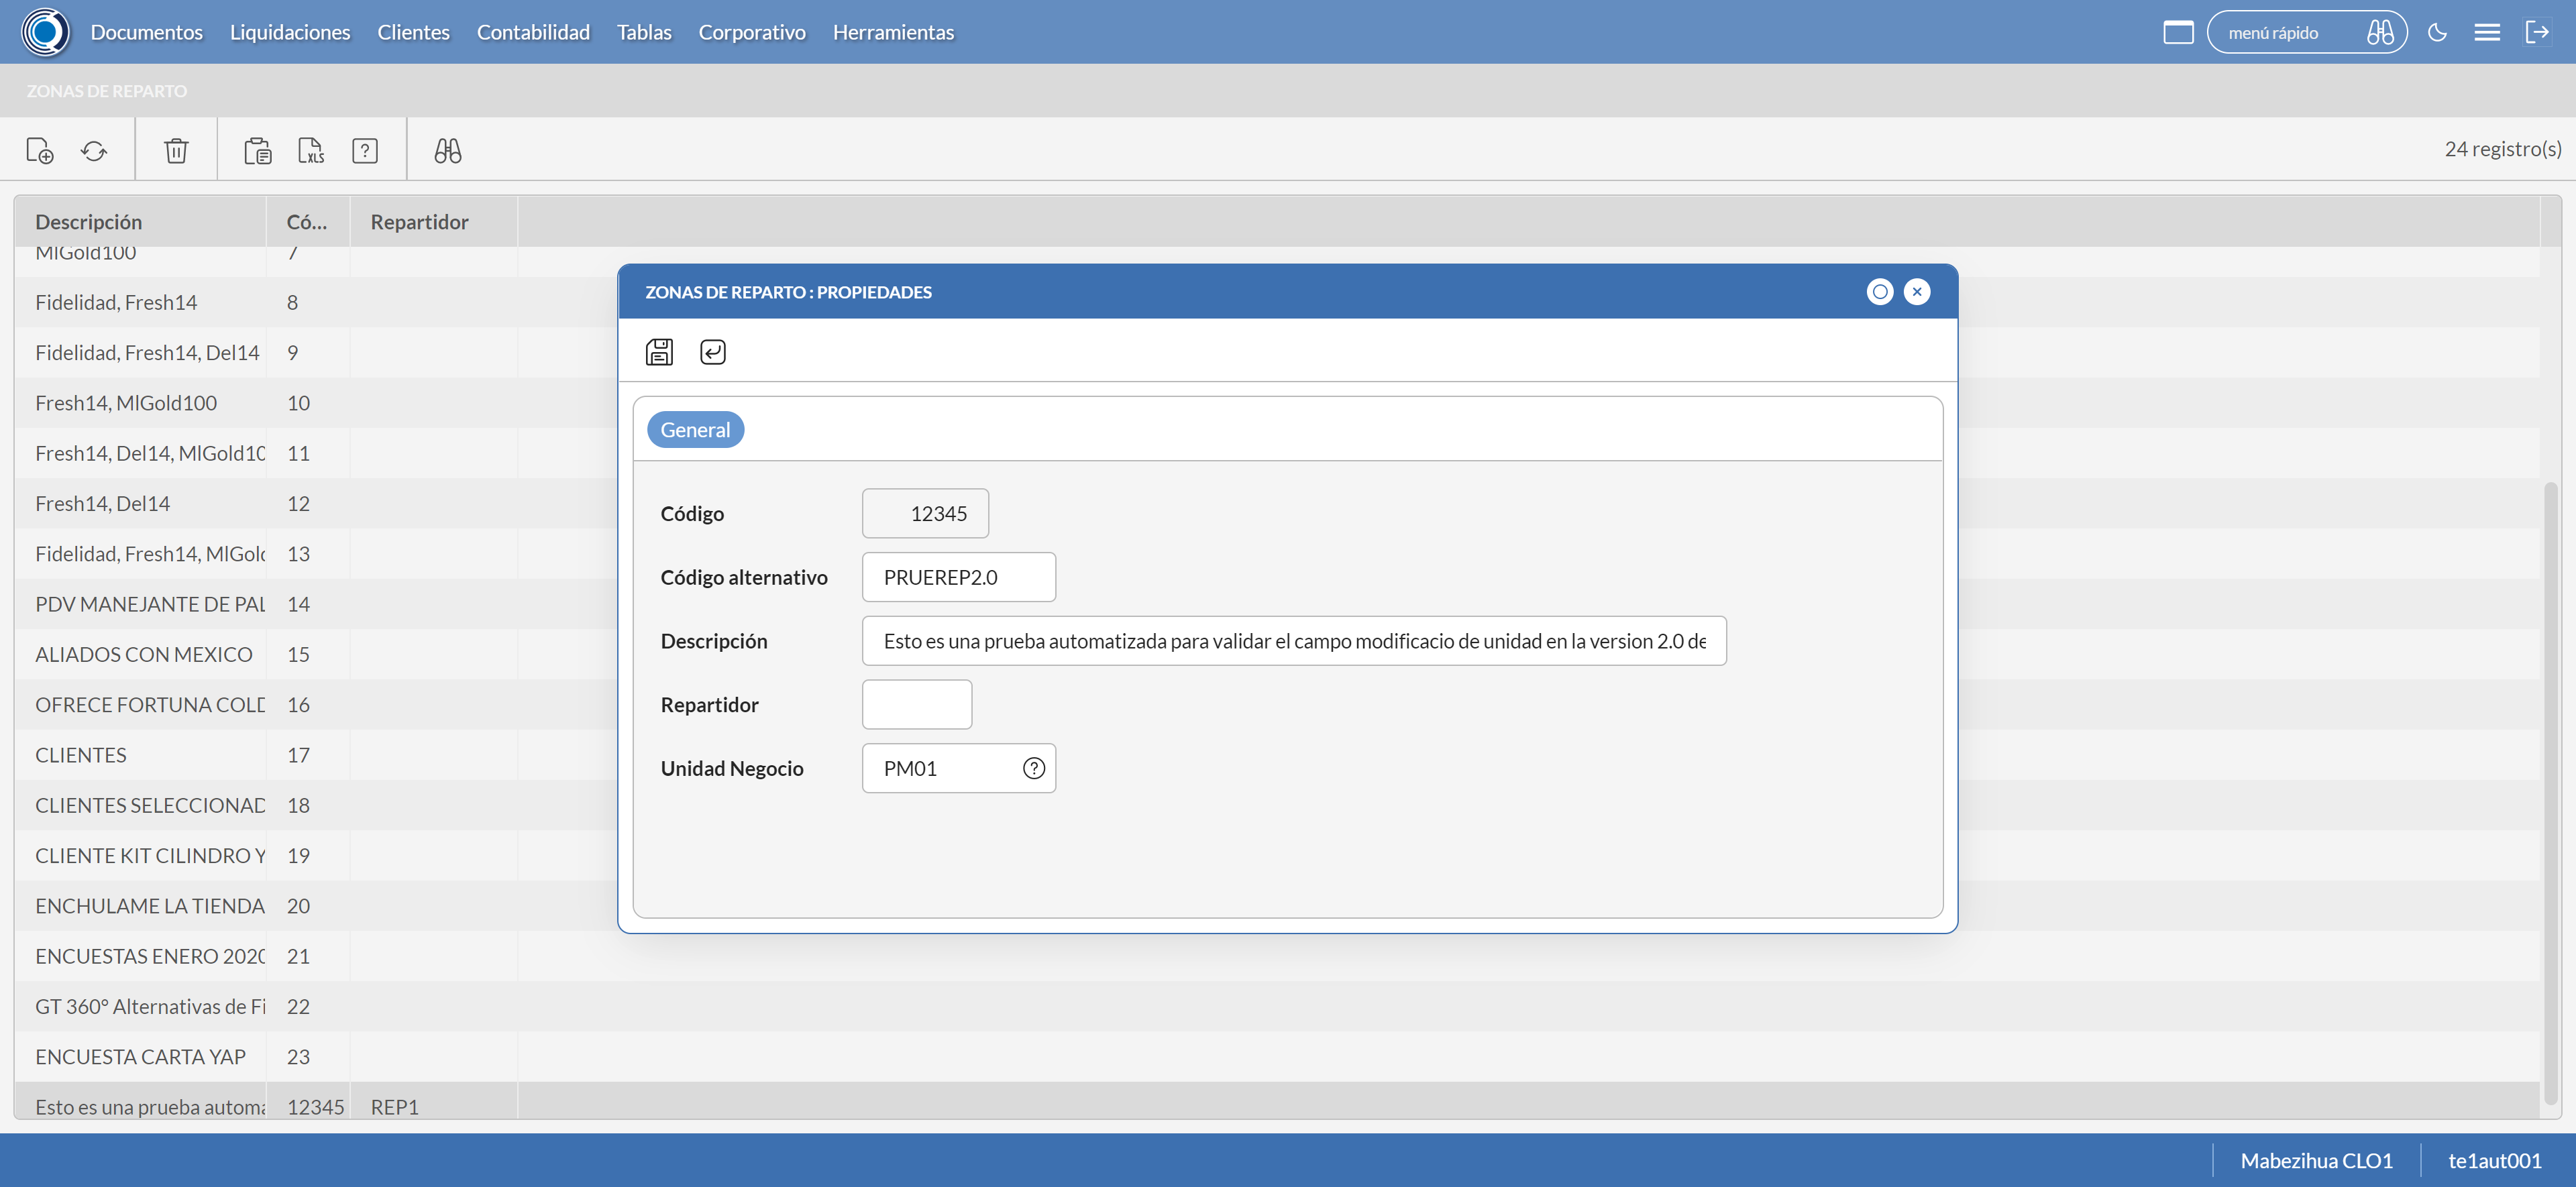 Documentos Liquidaciones Clientes Contabilidad Tablas Corporativo Herramientas menú rápido
ZONAS DE REPARTO
XLS ? 24 registro(s)
Descripción Có... Repartidor
MlGold100 7
Fidelidad, Fresh14 8
Fidelidad, Fresh14, Del14 9
Fresh14, MlGold100 10
Fresh14, Del14, MlGold10 11
Fresh14, Del14 12
Fidelidad, Fresh14, MlGold 13
PDV MANEJANTE DE PAL 14
ALIADOS CON MEXICO 15
OFRECE FORTUNA COLD 16
CLIENTES 17
CLIENTES SELECCIONAD 18
CLIENTE KIT CILINDRO Y 19
ENCHULAME LA TIENDA 20
ENCUESTAS ENERO 2020 21
GT 360° Alternativas de Fi 22
ENCUESTA CARTA YAP 23
Esto es una prueba automa 12345 REP1
ZONAS DE REPARTO : PROPIEDADES
General
Código 12345
Código alternativo PRUEREP2.0
Descripción Esto es una prueba automatizada para validar el campo modificacio de unidad en la version 2.0 de
Repartidor
Unidad Negocio PM01 ?
Mabezihua CLO1 te1aut001